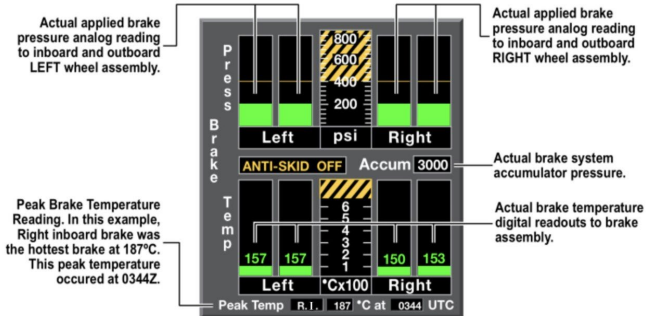 Actual applied brake
pressure analog reading
to inboard and outboard
LEFT wheel assembly.
Actual applied brake
pressure analog reading
to inboard and outboard
RIGHT wheel assembly.
Press
800
600
400
200
Left psi Right
Brake
ANTI-SKID OFF Accum 3000
Actual brake system
accumulator pressure.
Temp
6
5
4
3
2
1
157 157 150 153
Left °Cx100 Right
Peak Temp R.I. 187 °C at 0344 UTC
Peak Brake Temperature
Reading. In this example,
Right inboard brake was
the hottest brake at 187ºC.
This peak temperature
occured at 0344Z.
Actual brake temperature
digital readouts to brake
assembly.